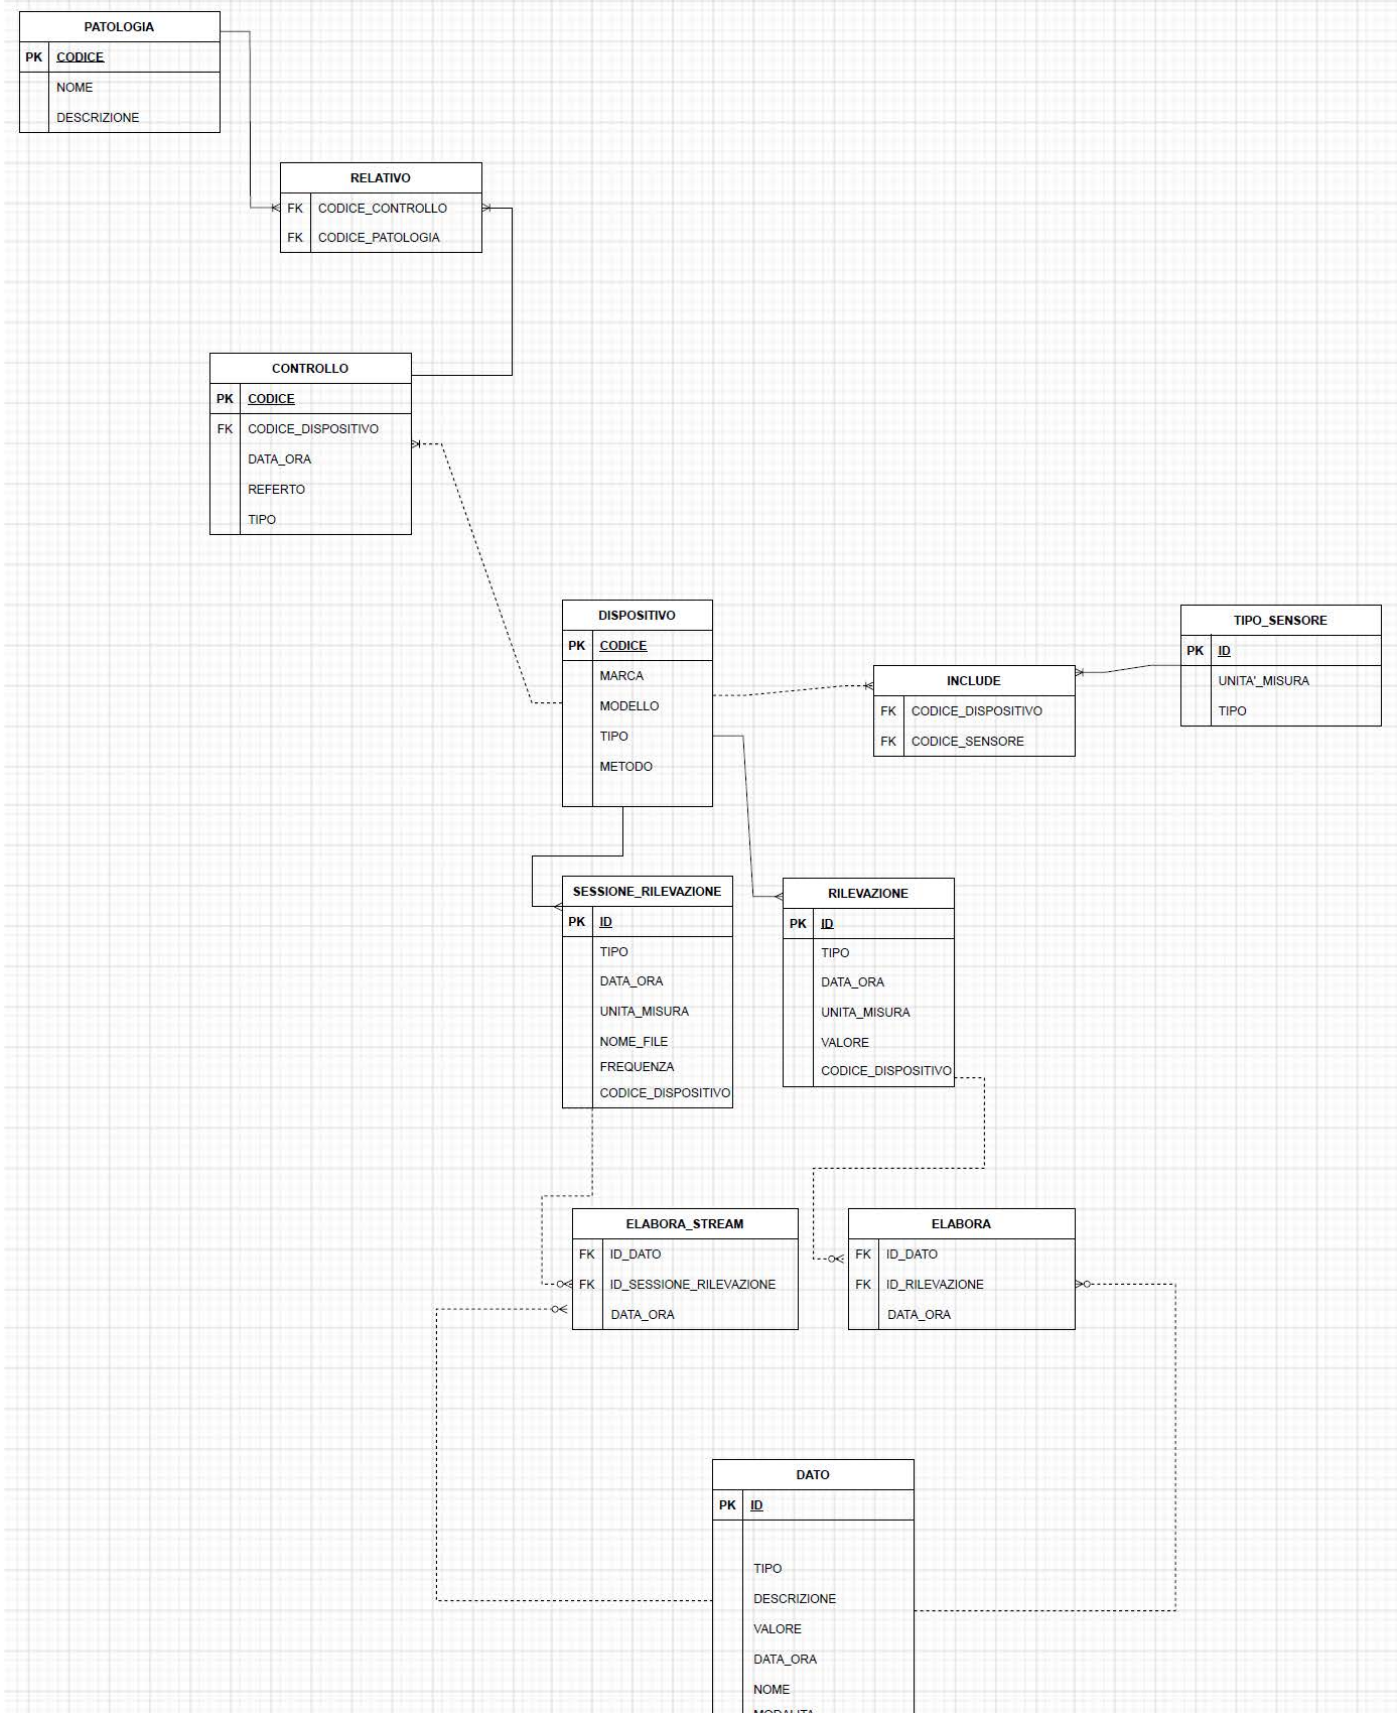 PATOLOGIA
PK CODICE
NOME
DESCRIZIONE
RELATIVO
FK CODICE_CONTROLLO
FK CODICE_PATOLOGIA
CONTROLLO
PK CODICE
FK CODICE_DISPOSITIVO
DATA_ORA
REFERTO
TIPO
DISPOSITIVO
PK CODICE
MARCA
MODELLO
TIPO
METODO
INCLUDE
FK CODICE_DISPOSITIVO
FK CODICE_SENSORE
TIPO_SENSORE
PK ID
UNITA'_MISURA
TIPO
SESSIONE_RILEVAZIONE
PK ID
TIPO
DATA_ORA
UNITA_MISURA
NOME_FILE
FREQUENZA
CODICE_DISPOSITIVO
RILEVAZIONE
PK ID
TIPO
DATA_ORA
UNITA_MISURA
VALORE
CODICE_DISPOSITIVO
ELABORA_STREAM
FK ID_DATO
FK ID_SESSIONE_RILEVAZIONE
DATA_ORA
ELABORA
FK ID_DATO
FK ID_RILEVAZIONE
DATA_ORA
DATO
PK ID
TIPO
DESCRIZIONE
VALORE
DATA_ORA
NOME